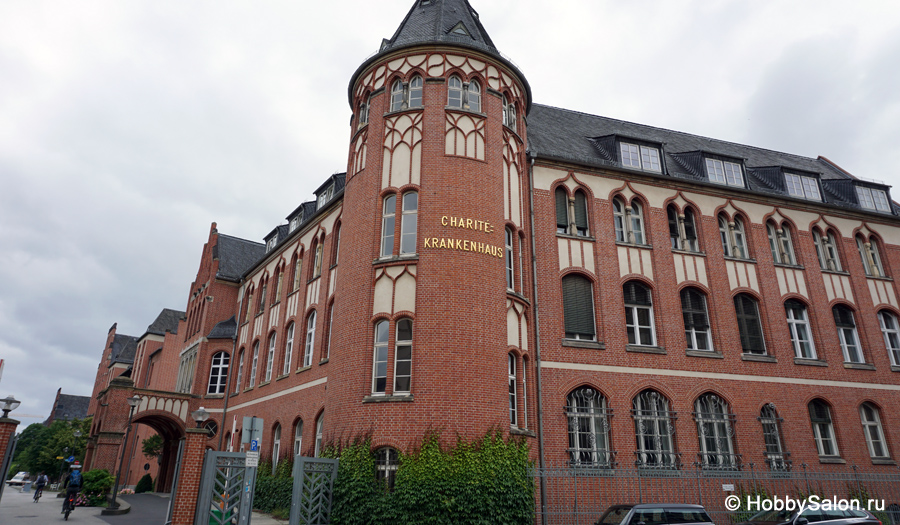 CHARITÉ-
KRANKENHAUS
© HobbySalon.ru